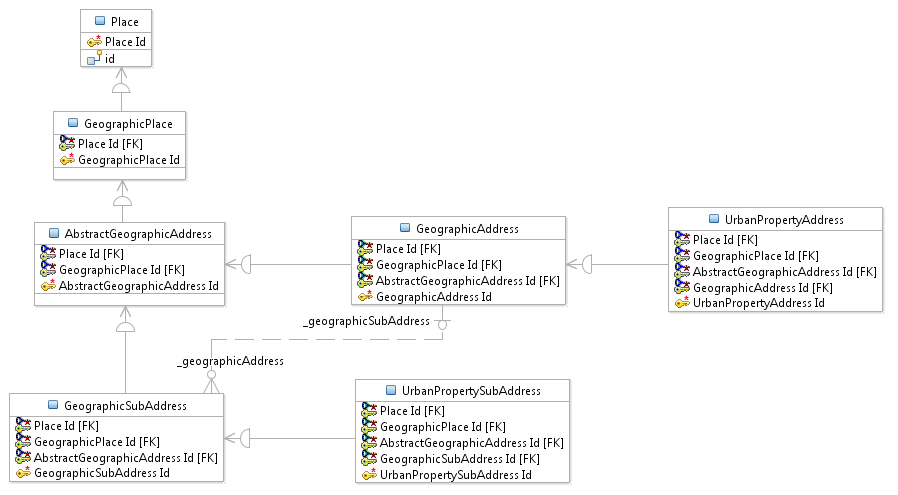 Place
Place Id
id
GeographicPlace
Place Id [FK]
GeographicPlace Id
AbstractGeographicAddress
Place Id [FK]
GeographicPlace Id [FK]
AbstractGeographicAddress Id
GeographicAddress
Place Id [FK]
GeographicPlace Id [FK]
AbstractGeographicAddress Id [FK]
GeographicAddress Id
UrbanPropertyAddress
Place Id [FK]
GeographicPlace Id [FK]
AbstractGeographicAddress Id [FK]
GeographicAddress Id [FK]
UrbanPropertyAddress Id
_geographicSubAddress
_geographicAddress
GeographicSubAddress
Place Id [FK]
GeographicPlace Id [FK]
AbstractGeographicAddress Id [FK]
GeographicSubAddress Id
UrbanPropertySubAddress
Place Id [FK]
GeographicPlace Id [FK]
AbstractGeographicAddress Id [FK]
GeographicSubAddress Id [FK]
UrbanPropertySubAddress Id